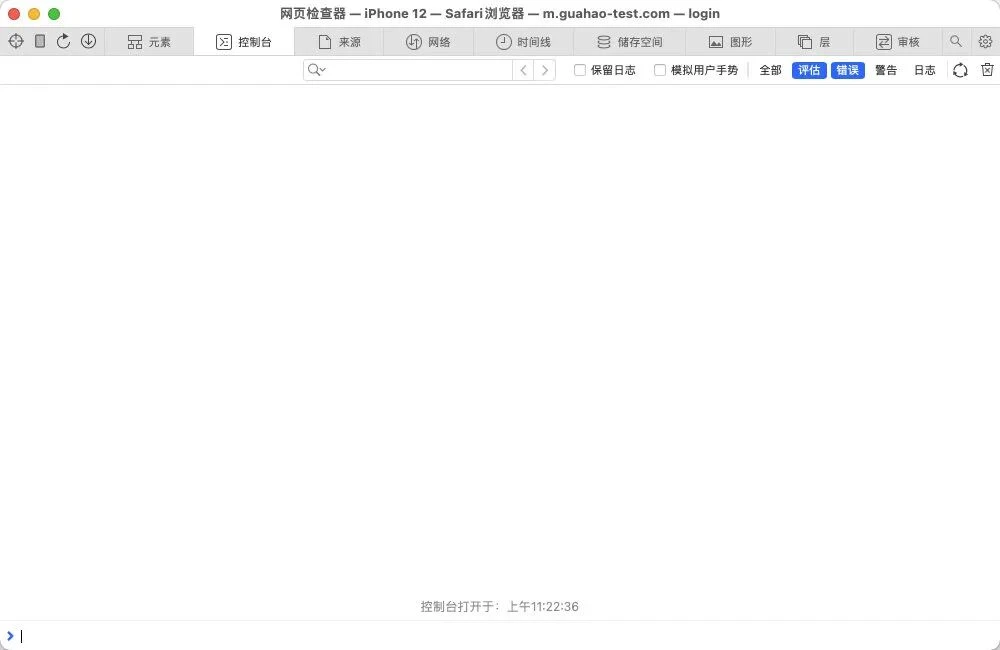 网页检查器 — iPhone 12 — Safari浏览器 — m.guahao-test.com — login
元素 控制台 来源 网络 时间线 储存空间 图形 层 审核
保留日志 模拟用户手势 全部 评估 错误 警告 日志
控制台打开于：上午11:22:36